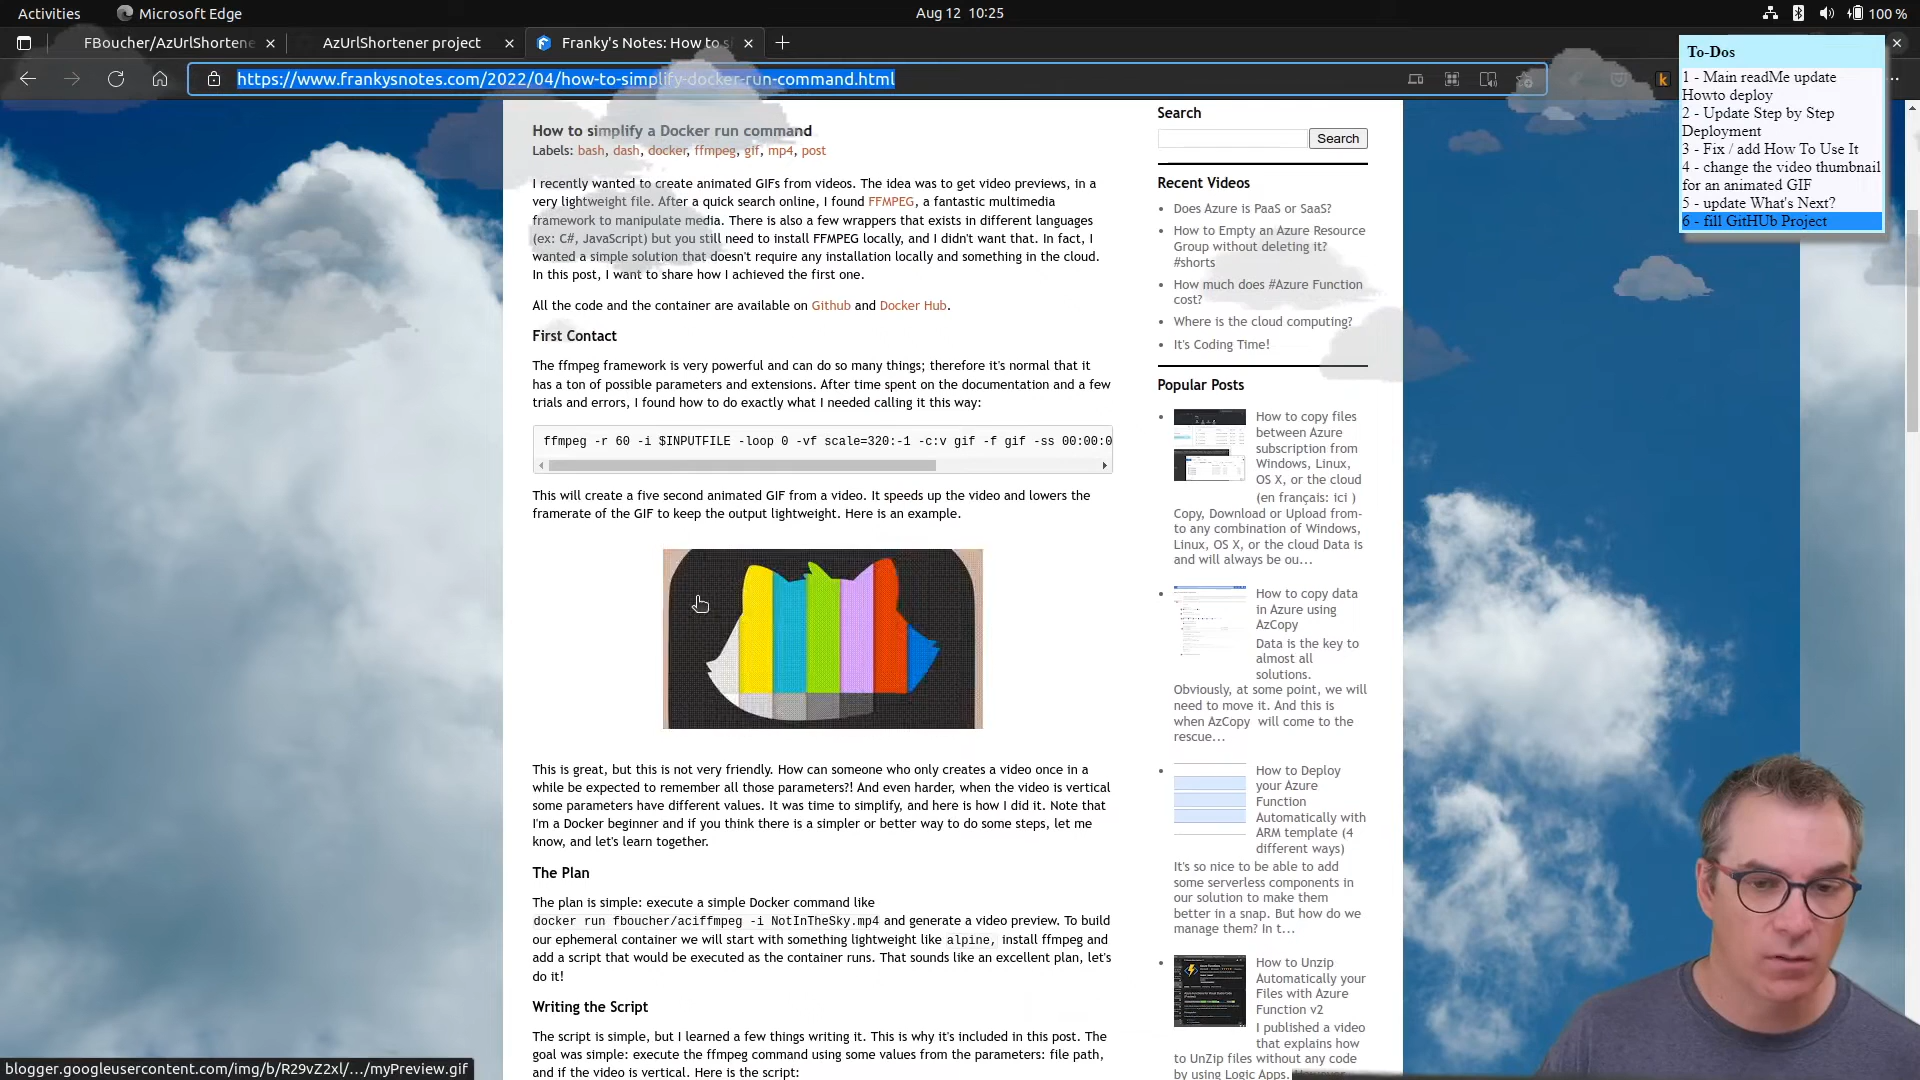 Activities
Microsoft Edge
Aug 12 10:25
100 %
FBoucher/AzUrlShortene
AzUrlShortener project
Franky's Notes: How to si
https://www.frankysnotes.com/2022/04/how-to-simplify-docker-run-command.html
To-Dos
1 - Main readMe update
Howto deploy
2 - Update Step by Step
Deployment
3 - Fix / add How To Use It
4 - change the video thumbnail
for an animated GIF
5 - update What's Next?
6 - fill GitHUb Project
How to simplify a Docker run command
Labels: bash, dash, docker, ffmpeg, gif, mp4, post
I recently wanted to create animated GIFs from videos. The idea was to get video previews, in a
very lightweight file. After a quick search online, I found FFMPEG, a fantastic multimedia
framework to manipulate media. There is also a few wrappers that exists in different languages
(ex: C#, JavaScript) but you still need to install FFMPEG locally, and I didn't want that. In fact, I
wanted a simple solution that doesn't require any installation locally and something in the cloud.
In this post, I want to share how I achieved the first one.
All the code and the container are available on Github and Docker Hub.
First Contact
The ffmpeg framework is very powerful and can do so many things; therefore it's normal that it
has a ton of possible parameters and extensions. After time spent on the documentation and a few
trials and errors, I found how to do exactly what I needed calling it this way:
ffmpeg -r 60 -i $INPUTFILE -loop 0 -vf scale=320:-1 -c:v gif -f gif -ss 00:00:0
This will create a five second animated GIF from a video. It speeds up the video and lowers the
framerate of the GIF to keep the output lightweight. Here is an example.
This is great, but this is not very friendly. How can someone who only creates a video once in a
while be expected to remember all those parameters?! And even harder, when the video is vertical
some parameters have different values. It was time to simplify, and here is how I did it. Note that
I'm a Docker beginner and if you think there is a simpler or better way to do some steps, let me
know, and let's learn together.
The Plan
The plan is simple: execute a simple Docker command like
docker run fboucher/aciffmpeg -i NotInTheSky.mp4 and generate a video preview. To build
our ephemeral container we will start with something lightweight like alpine, install ffmpeg and
add a script that would be executed as the container runs. That sounds like an excellent plan, let's
do it!
Writing the Script
The script is simple, but I learned a few things writing it. This is why it's included in this post. The
goal was simple: execute the ffmpeg command using some values from the parameters: file path,
and if the video is vertical. Here is the script:
Search
Search
Recent Videos
Does Azure is PaaS or SaaS?
How to Empty an Azure Resource
Group without deleting it?
#shorts
How much does #Azure Function
cost?
Where is the cloud computing?
It's Coding Time!
Popular Posts
How to copy files
between Azure
subscription from
Windows, Linux,
OS X, or the cloud
(en français: ici )
Copy, Download or Upload from-
to any combination of Windows,
Linux, OS X, or the cloud Data is
and will always be ou...
How to copy data
in Azure using
AzCopy
Data is the key to
almost all
solutions.
Obviously, at some point, we will
need to move it. And this is
when AzCopy will come to the
rescue...
How to Deploy
your Azure
Function
Automatically with
ARM template (4
different ways)
It's so nice to be able to add
some serverless components in
our solution to make them
better in a snap. But how do we
manage them? In t...
How to Unzip
Automatically your
Files with Azure
Function v2
I published a video
that explains how
to UnZip files without any code
by using Logic Apps.
blogger.googleusercontent.com/img/b/R29vZ2xl/.../myPreview.gif